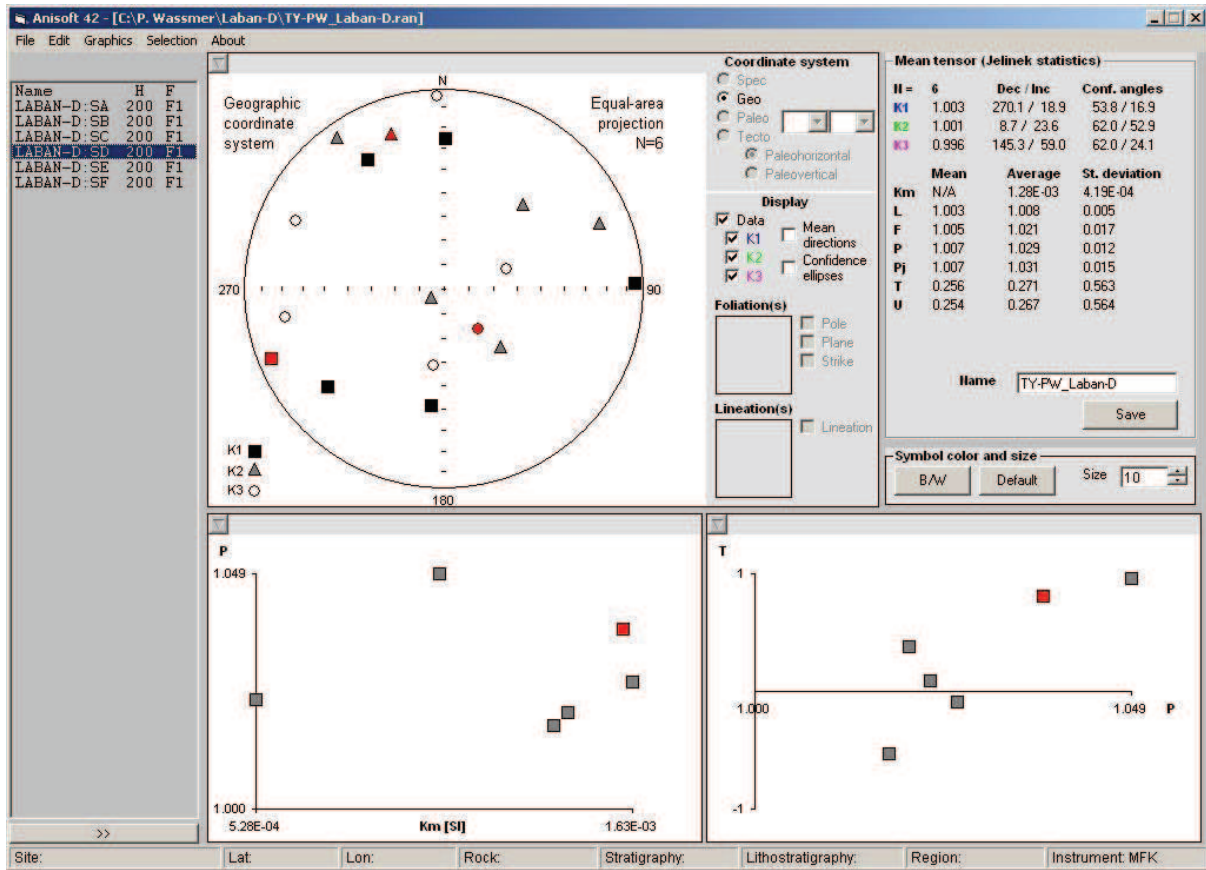 Anisoft 42 - [C:\P. Wassmer\Laban-D\TY-PW_Laban-D.ran]
File Edit Graphics Selection About
Name H F
LABAN-D:SA 200 F1
LABAN-D:SB 200 F1
LABAN-D:SC 200 F1
LABAN-D:SD 200 F1
LABAN-D:SE 200 F1
LABAN-D:SF 200 F1
>>
Geographic
coordinate
system
N
Equal-area
projection
N=6
270
90
180
K1
K2
K3
Coordinate system
Spec
Geo
Paleo
Tecto
Paleohorizontal
Paleovertical
Display
Data
K1
K2
K3
Mean
directions
Confidence
ellipses
Foliation(s)
Pole
Plane
Strike
Lineation(s)
Lineation
Mean tensor (Jelinek statistics)
N = 6 Dec / Inc Conf. angles
K1 1.003 270.1 / 18.9 53.8 / 16.9
K2 1.001 8.7 / 23.6 62.0 / 52.9
K3 0.996 145.3 / 59.0 62.0 / 24.1
Mean Average St. deviation
Km N/A 1.28E-03 4.19E-04
L 1.003 1.008 0.005
F 1.005 1.021 0.017
P 1.007 1.029 0.012
Pj 1.007 1.031 0.015
T 0.256 0.271 0.563
U 0.254 0.267 0.564
Name TY-PW_Laban-D
Save
Symbol color and size
B/W Default Size 10
P
1.049
1.000
5.28E-04 Km [SI] 1.63E-03
T
1
1.000 1.049 P
-1
Site: Lat: Lon: Rock: Stratigraphy: Lithostratigraphy: Region: Instrument: MFK